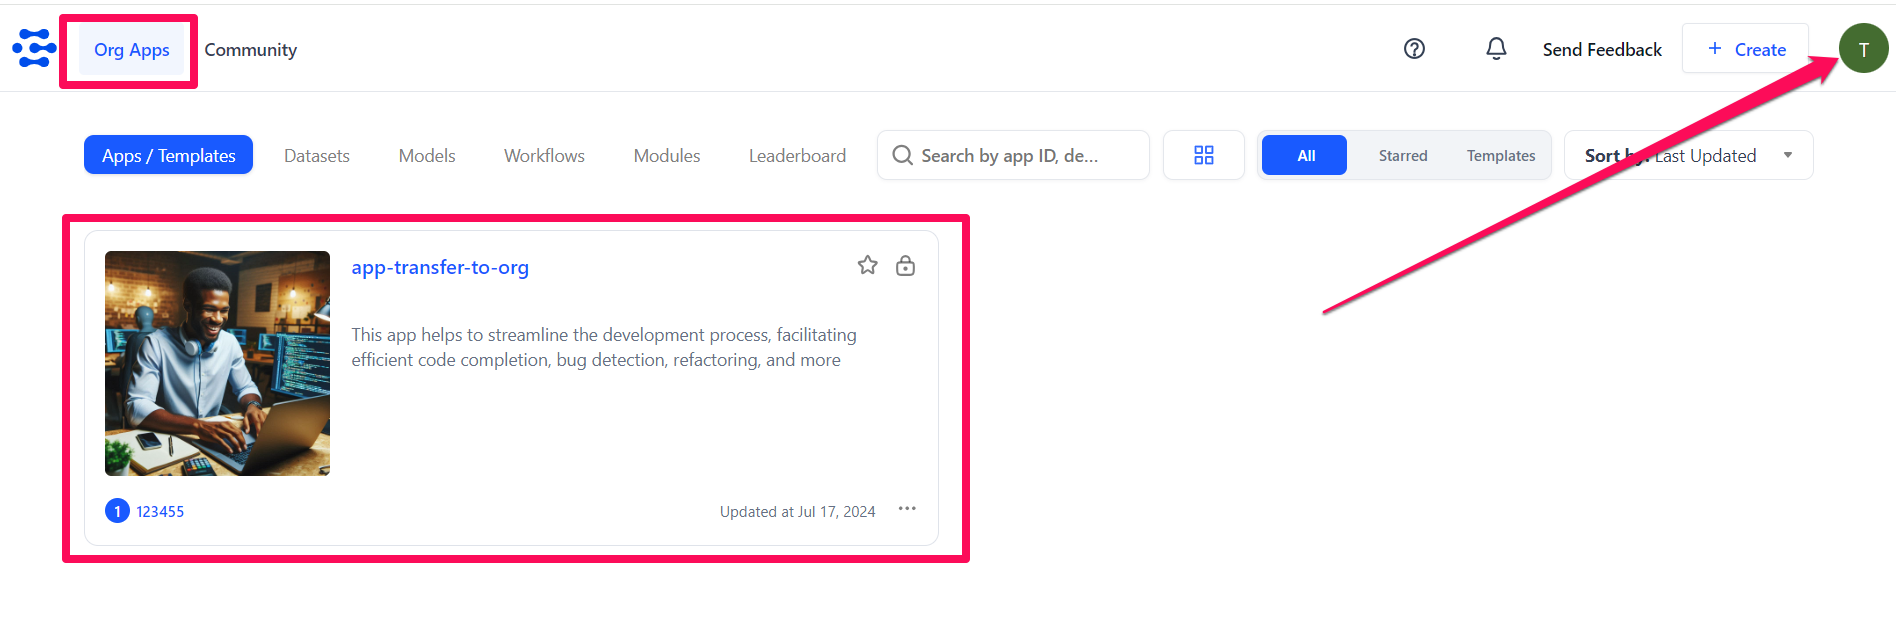 Org Apps Community Send Feedback + Create T
Apps / Templates Datasets Models Workflows Modules Leaderboard Search by app ID, de... All Starred Templates Sort by: Last Updated
app-transfer-to-org
This app helps to streamline the development process, facilitating
efficient code completion, bug detection, refactoring, and more
1 123455 Updated at Jul 17, 2024 ...